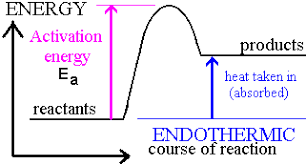 ENERGY
Activation
energy
Ea
reactants
products
heat taken in
(absorbed)
ENDOTHERMIC
course of reaction